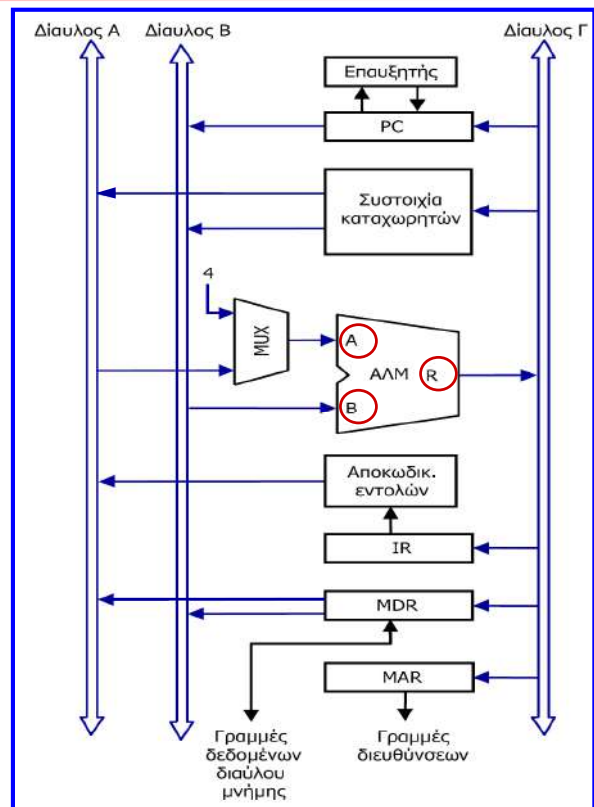 Δίαυλος Α
Δίαυλος Β
Δίαυλος Γ
Επαυξητής
PC
Συστοιχία
καταχωρητών
4
MUX
A
ΑΛΜ
R
B
Αποκωδικ.
εντολών
IR
MDR
MAR
Γραμμές
δεδομένων
διαύλου
μνήμης
Γραμμές
διευθύνσεων